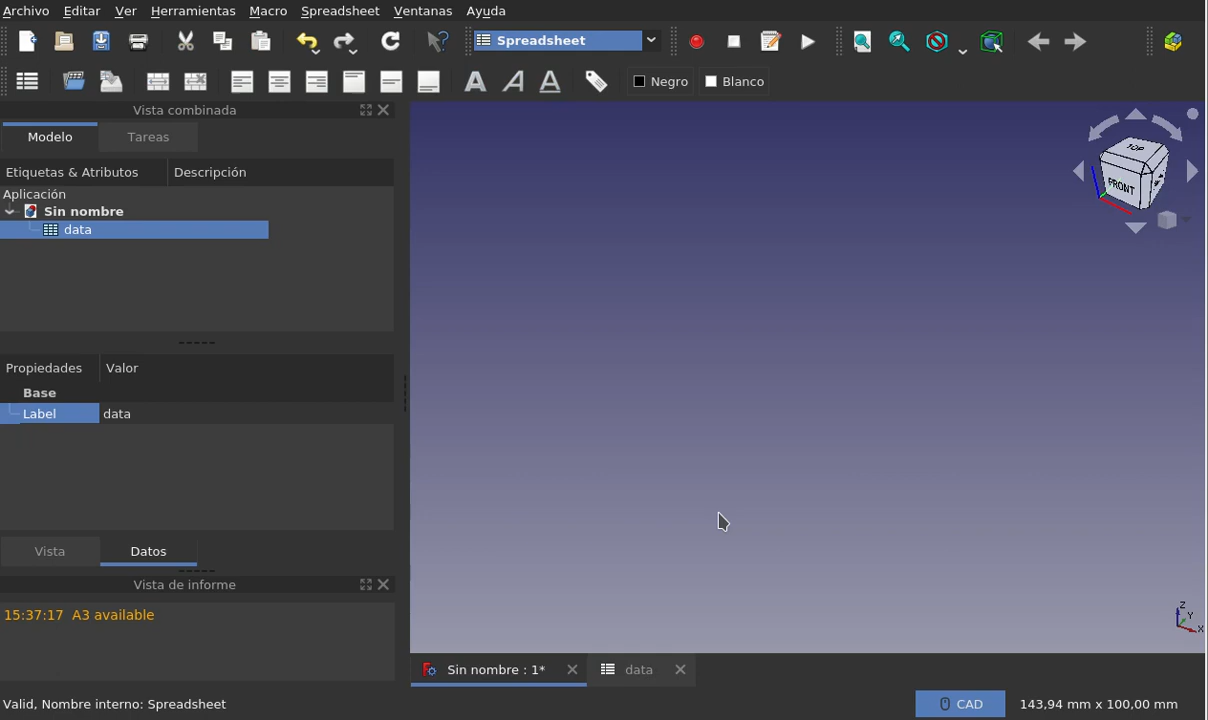 Archivo Editar Ver Herramientas Macro Spreadsheet Ventanas Ayuda
Spreadsheet
A A A Negro Blanco
Vista combinada
Modelo Tareas
Etiquetas & Atributos Descripción
Aplicación
Sin nombre
data
Propiedades Valor
Base
Label data
Vista Datos
Vista de informe
15:37:17 A3 available
TOP
FRONT
Z
Y
X
Sin nombre : 1* data
Valid, Nombre interno: Spreadsheet CAD 143,94 mm x 100,00 mm